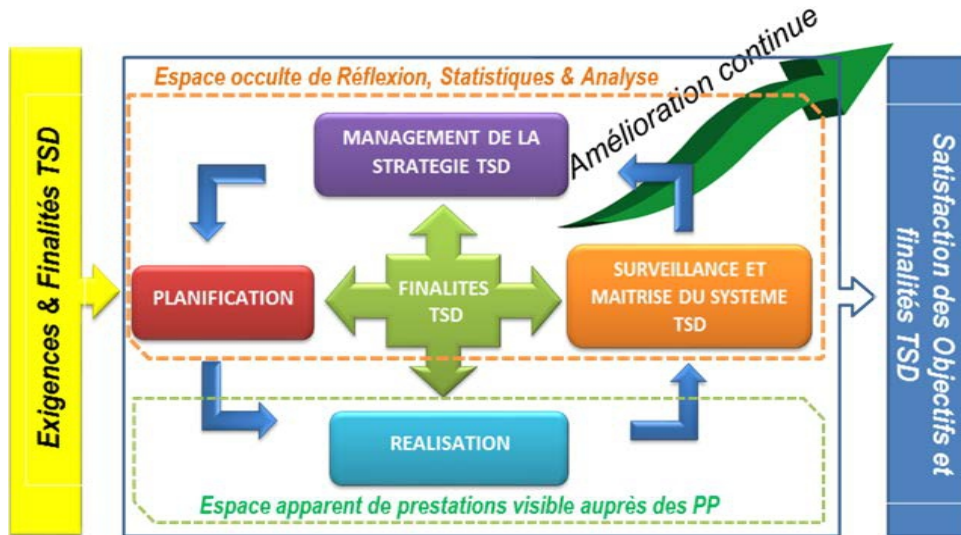 Exigences & Finalités TSD
Espace occulte de Réflexion, Statistiques & Analyse
Amélioration continue
MANAGEMENT DE LA
STRATEGIE TSD
PLANIFICATION
FINALITES
TSD
SURVEILLANCE ET
MAITRISE DU SYSTEME
TSD
REALISATION
Espace apparent de prestations visible auprès des PP
Satisfaction des Objectifs et
finalités TSD